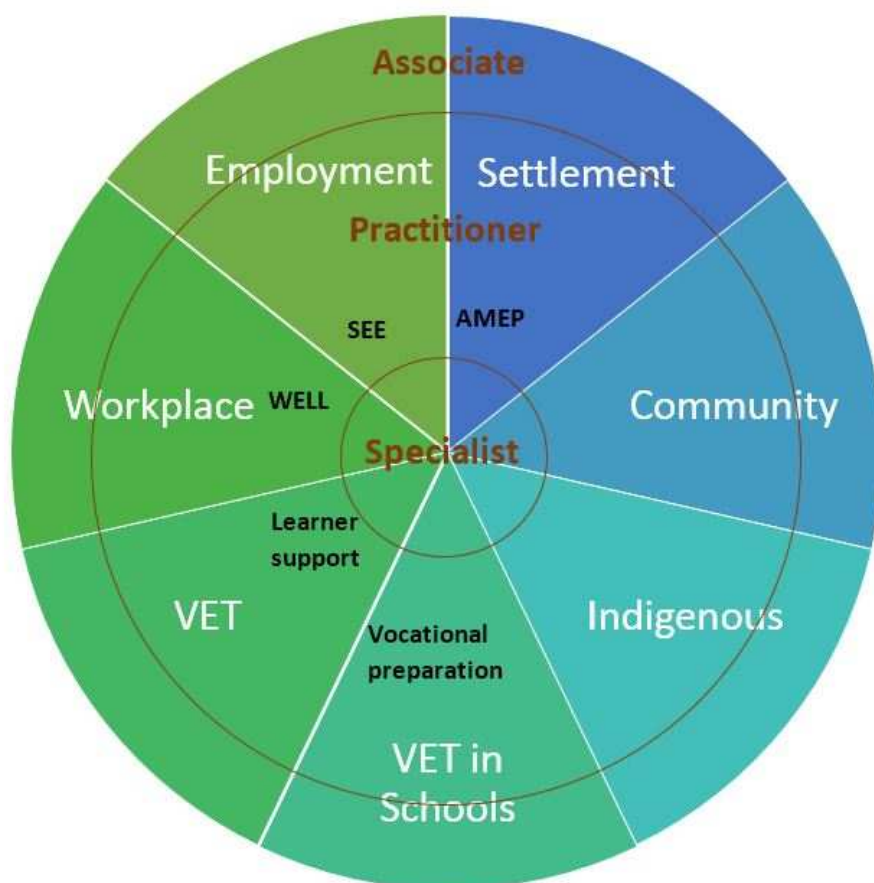 Associate
Employment
Settlement
Practitioner
SEE
AMEP
Workplace
WELL
Community
Specialist
Learner
support
VET
Indigenous
Vocational
preparation
VET in
Schools